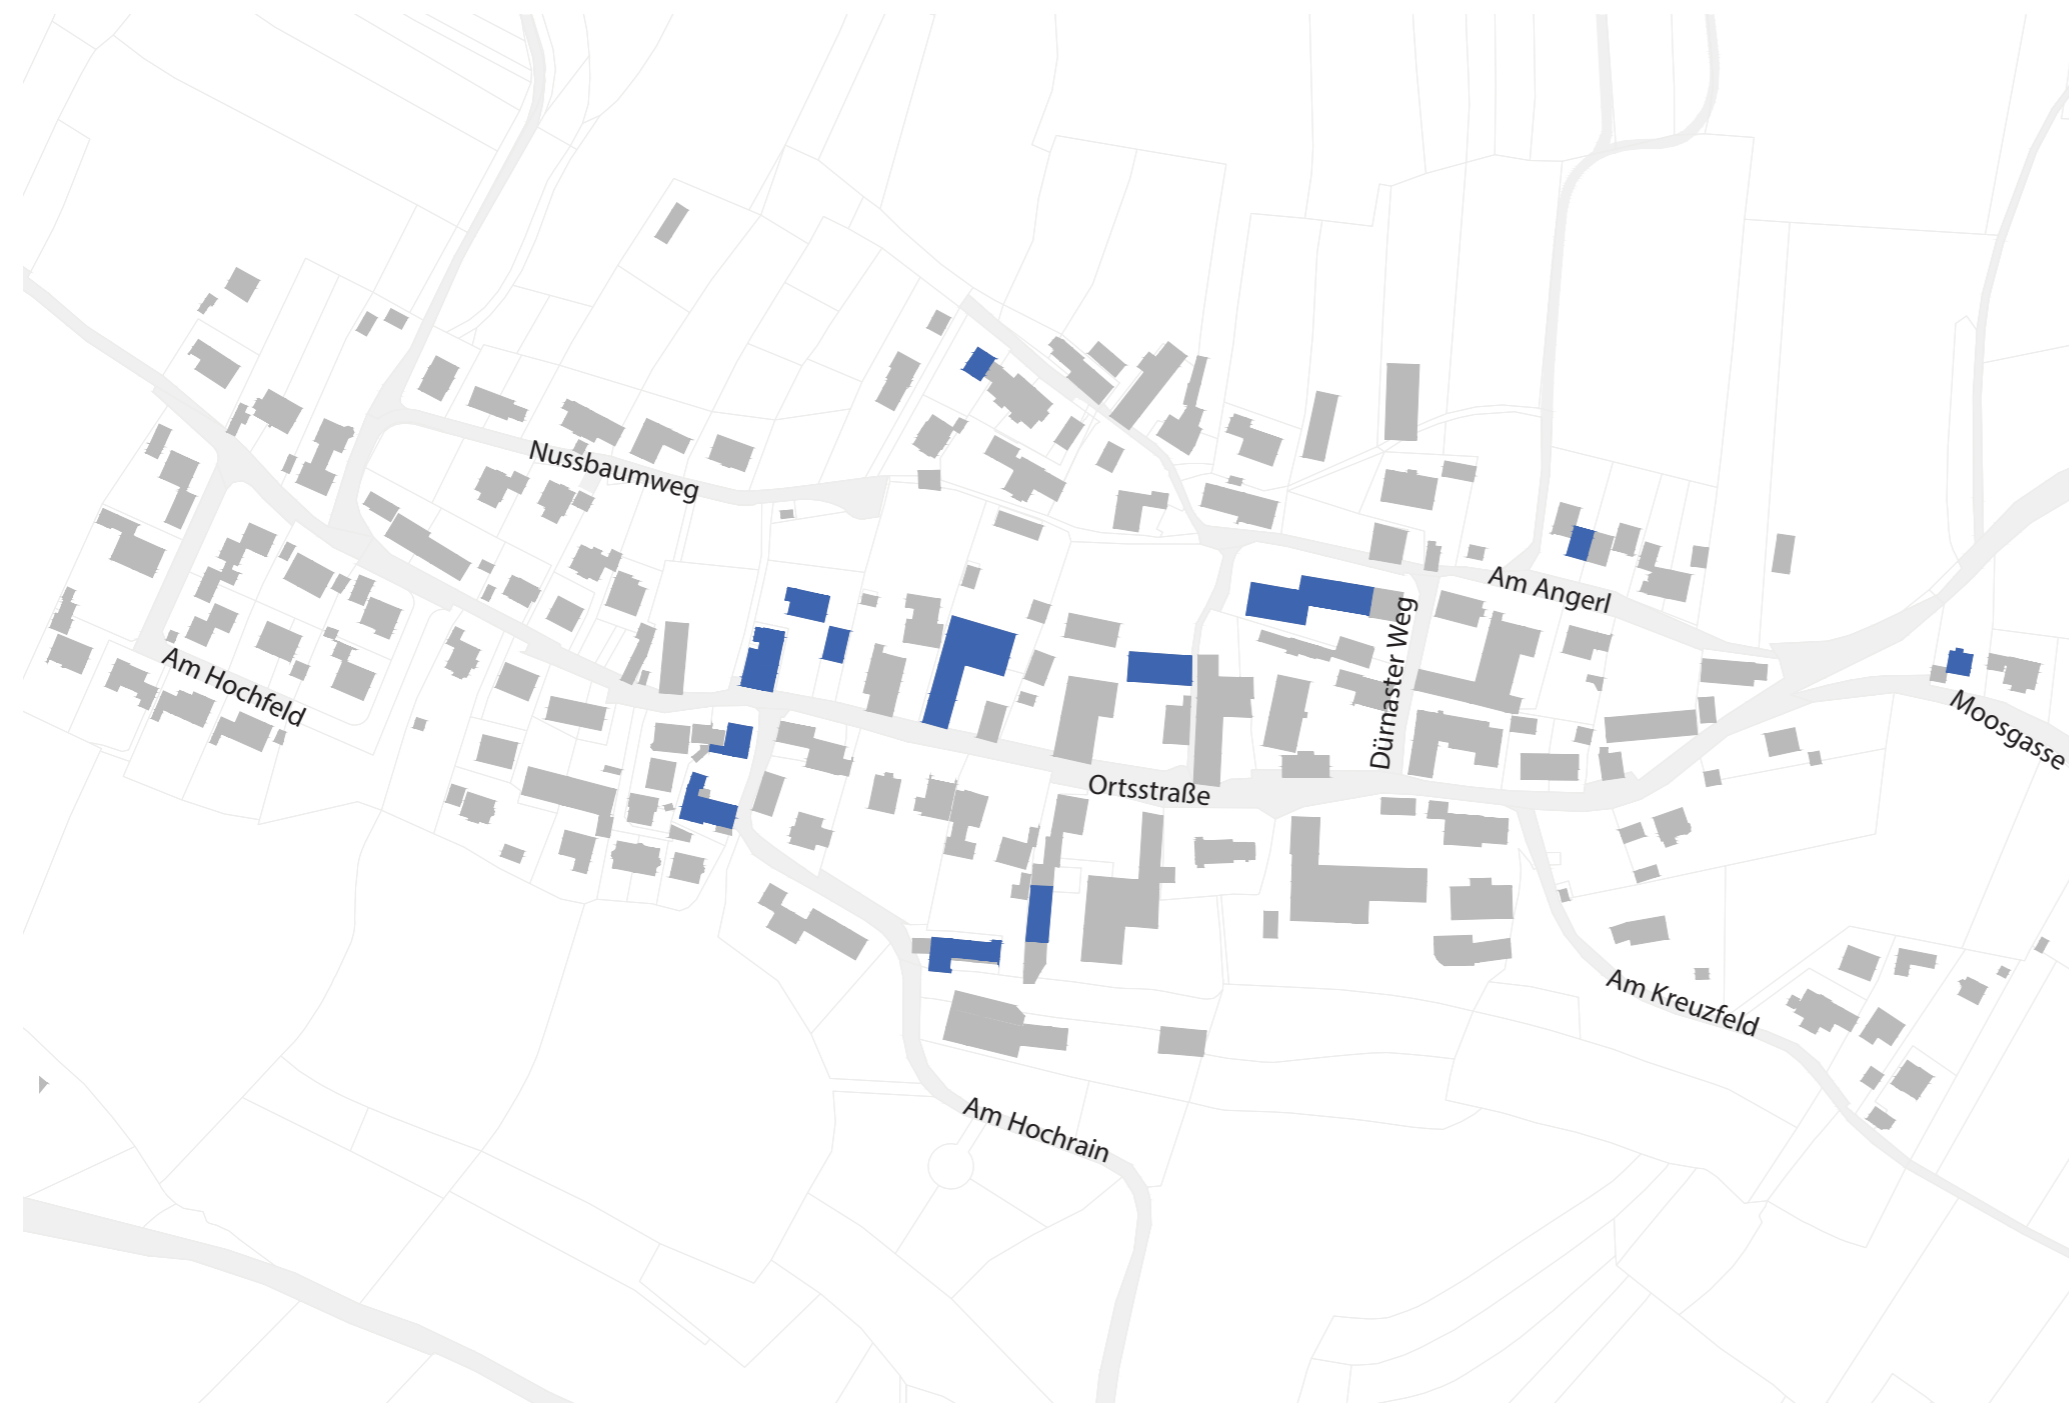 Nussbaumweg
Am Angerl
Dürnaster Weg
Am Hochfeld
Moosgasse
Ortsstraße
Am Kreuzfeld
Am Hochrain